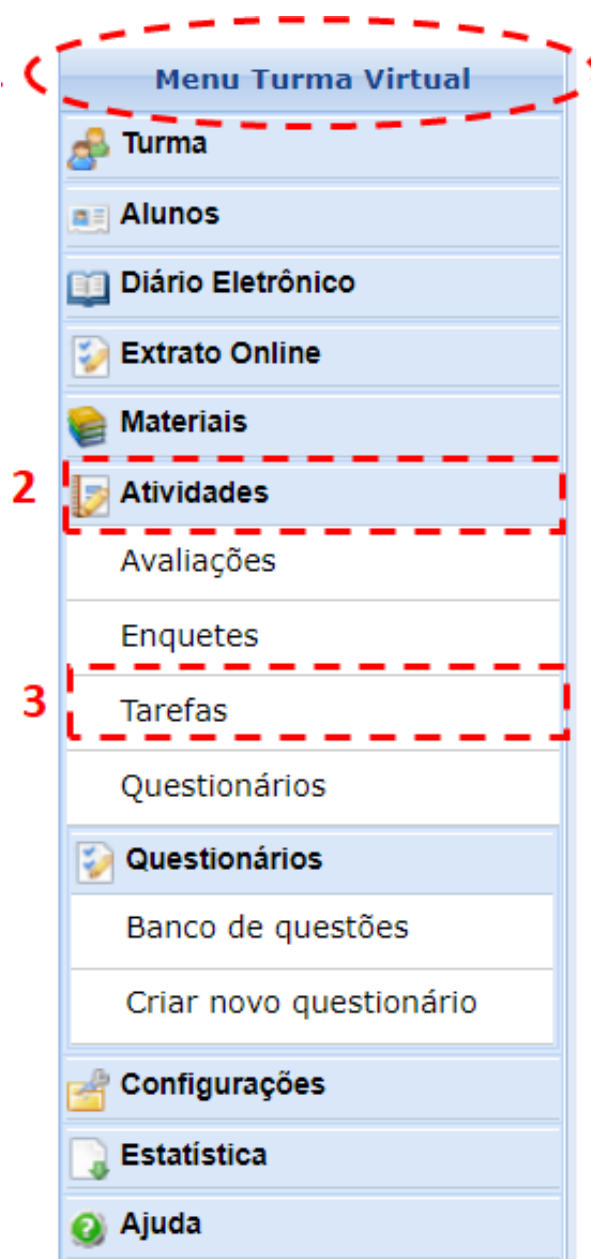 Menu Turma Virtual
Turma
Alunos
Diário Eletrônico
Extrato Online
Materiais
2 Atividades
Avaliações
Enquetes
3 Tarefas
Questionários
Questionários
Banco de questões
Criar novo questionário
Configurações
Estatística
Ajuda